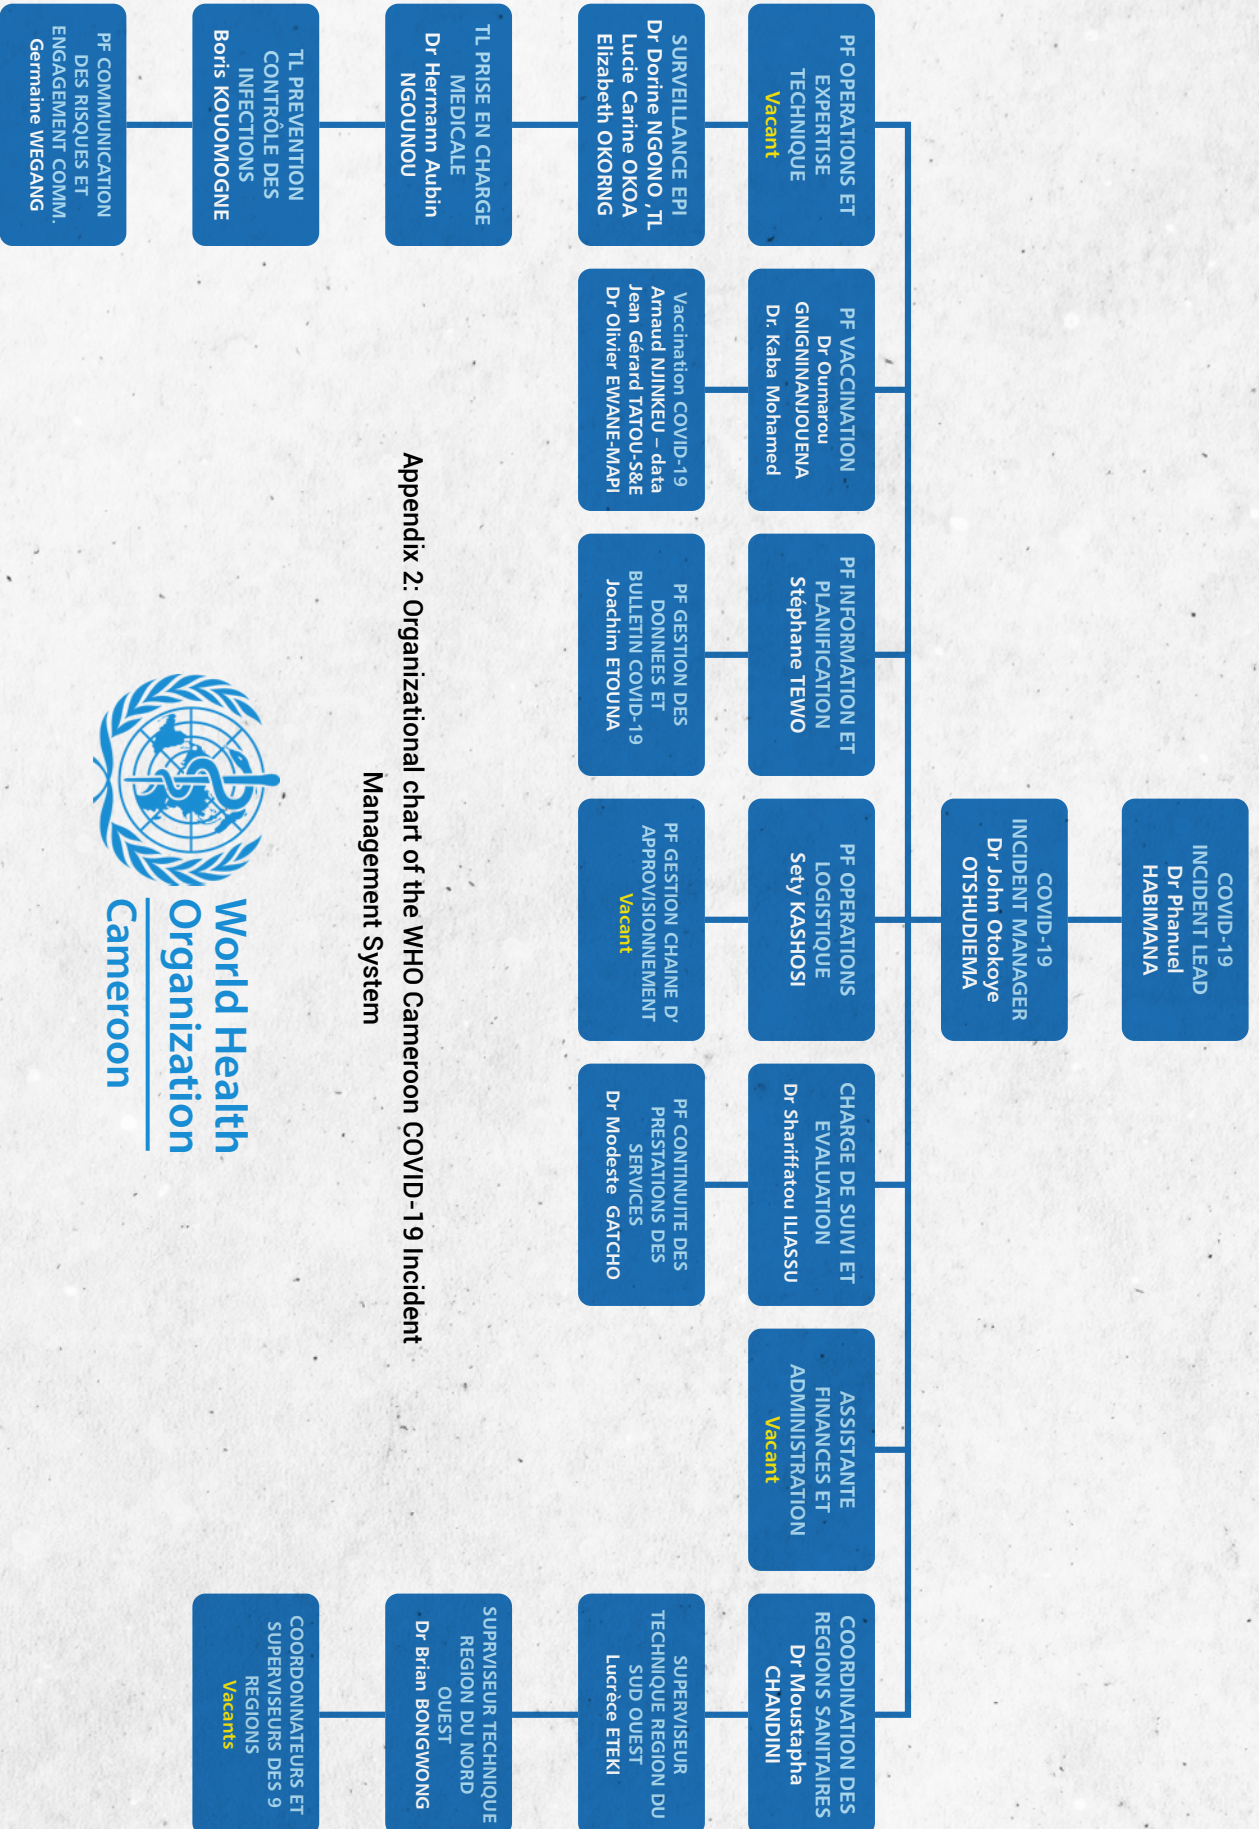 COVID-19
INCIDENT LEAD
Dr Phanuel
HABIMANA
COVID-19
INCIDENT MANAGER
Dr John Otokoye
OTSHUDIEMA
PF OPERATIONS ET
EXPERTISE
TECHNIQUE
Vacant
PF VACCINATION
Dr Oumarou
GNIGNINANJOUENA
Dr. Kaba Mohamed
PF INFORMATION ET
PLANIFICATION
Stéphane TEWO
PF OPERATIONS
LOGISTIQUE
Sety KASHOSI
CHARGE DE SUIVI ET
EVALUATION
Dr Shariffatou ILIASSU
ASSISTANTE
FINANCES ET
ADMINISTRATION
Vacant
COORDINATION DES
REGIONS SANITAIRES
Dr Moustapha
CHANDINI
SURVEILLANCE EPI
Dr Dorine NGONO ,TL
Lucie Carine OKOA
Elizabeth OKORNG
Vaccination COVID-19
Arnaud NJINKEU – data
Jean Gérard TATOU-S&E
Dr Olivier EWANE-MAPI
PF GESTION DES
DONNEES ET
BULLETIN COVID-19
Joachim ETOUNA
PF GESTION CHAINE D’
APPROVISIONNEMENT
Vacant
PF CONTINUITE DES
PRESTATIONS DES
SERVICES
Dr Modeste GATCHO
SUPERVISEUR
TECHNIQUE REGION DU
SUD OUEST
Lucrèce ETEKI
TL PRISE EN CHARGE
MEDICALE
Dr Hermann Aubin
NGOUNOU
SUPRVISEUR TECHNIQUE
REGION DU NORD
OUEST
Dr Brian BONGWONG
TL PREVENTION
CONTRÔLE DES
INFECTIONS
Boris KOUOMOGNE
COORDONNATEURS ET
SUPERVISEURS DES 9
REGIONS
Vacants
PF COMMUNICATION
DES RISQUES ET
ENGAGEMENT COMM.
Germaine WEGANG
Appendix 2: Organizational chart of the WHO Cameroon COVID-19 Incident
Management System
World Health
Organization
Cameroon